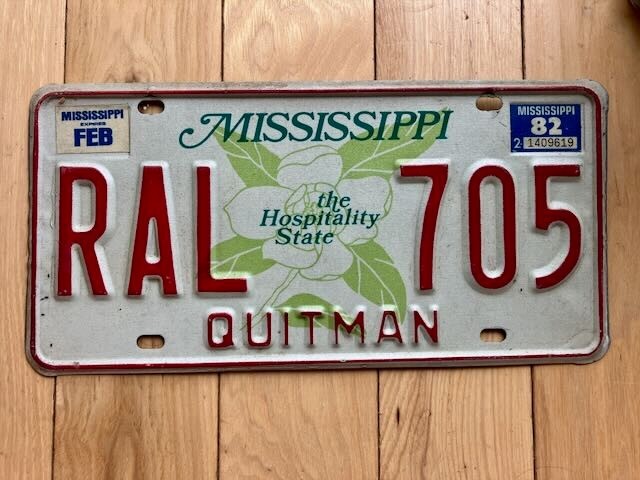 MISSISSIPPI
EXPIRES
FEB
MISSISSIPPI
MISSISSIPPI
82
2 1409619
RAL 705
the
Hospitality
State
QUITMAN